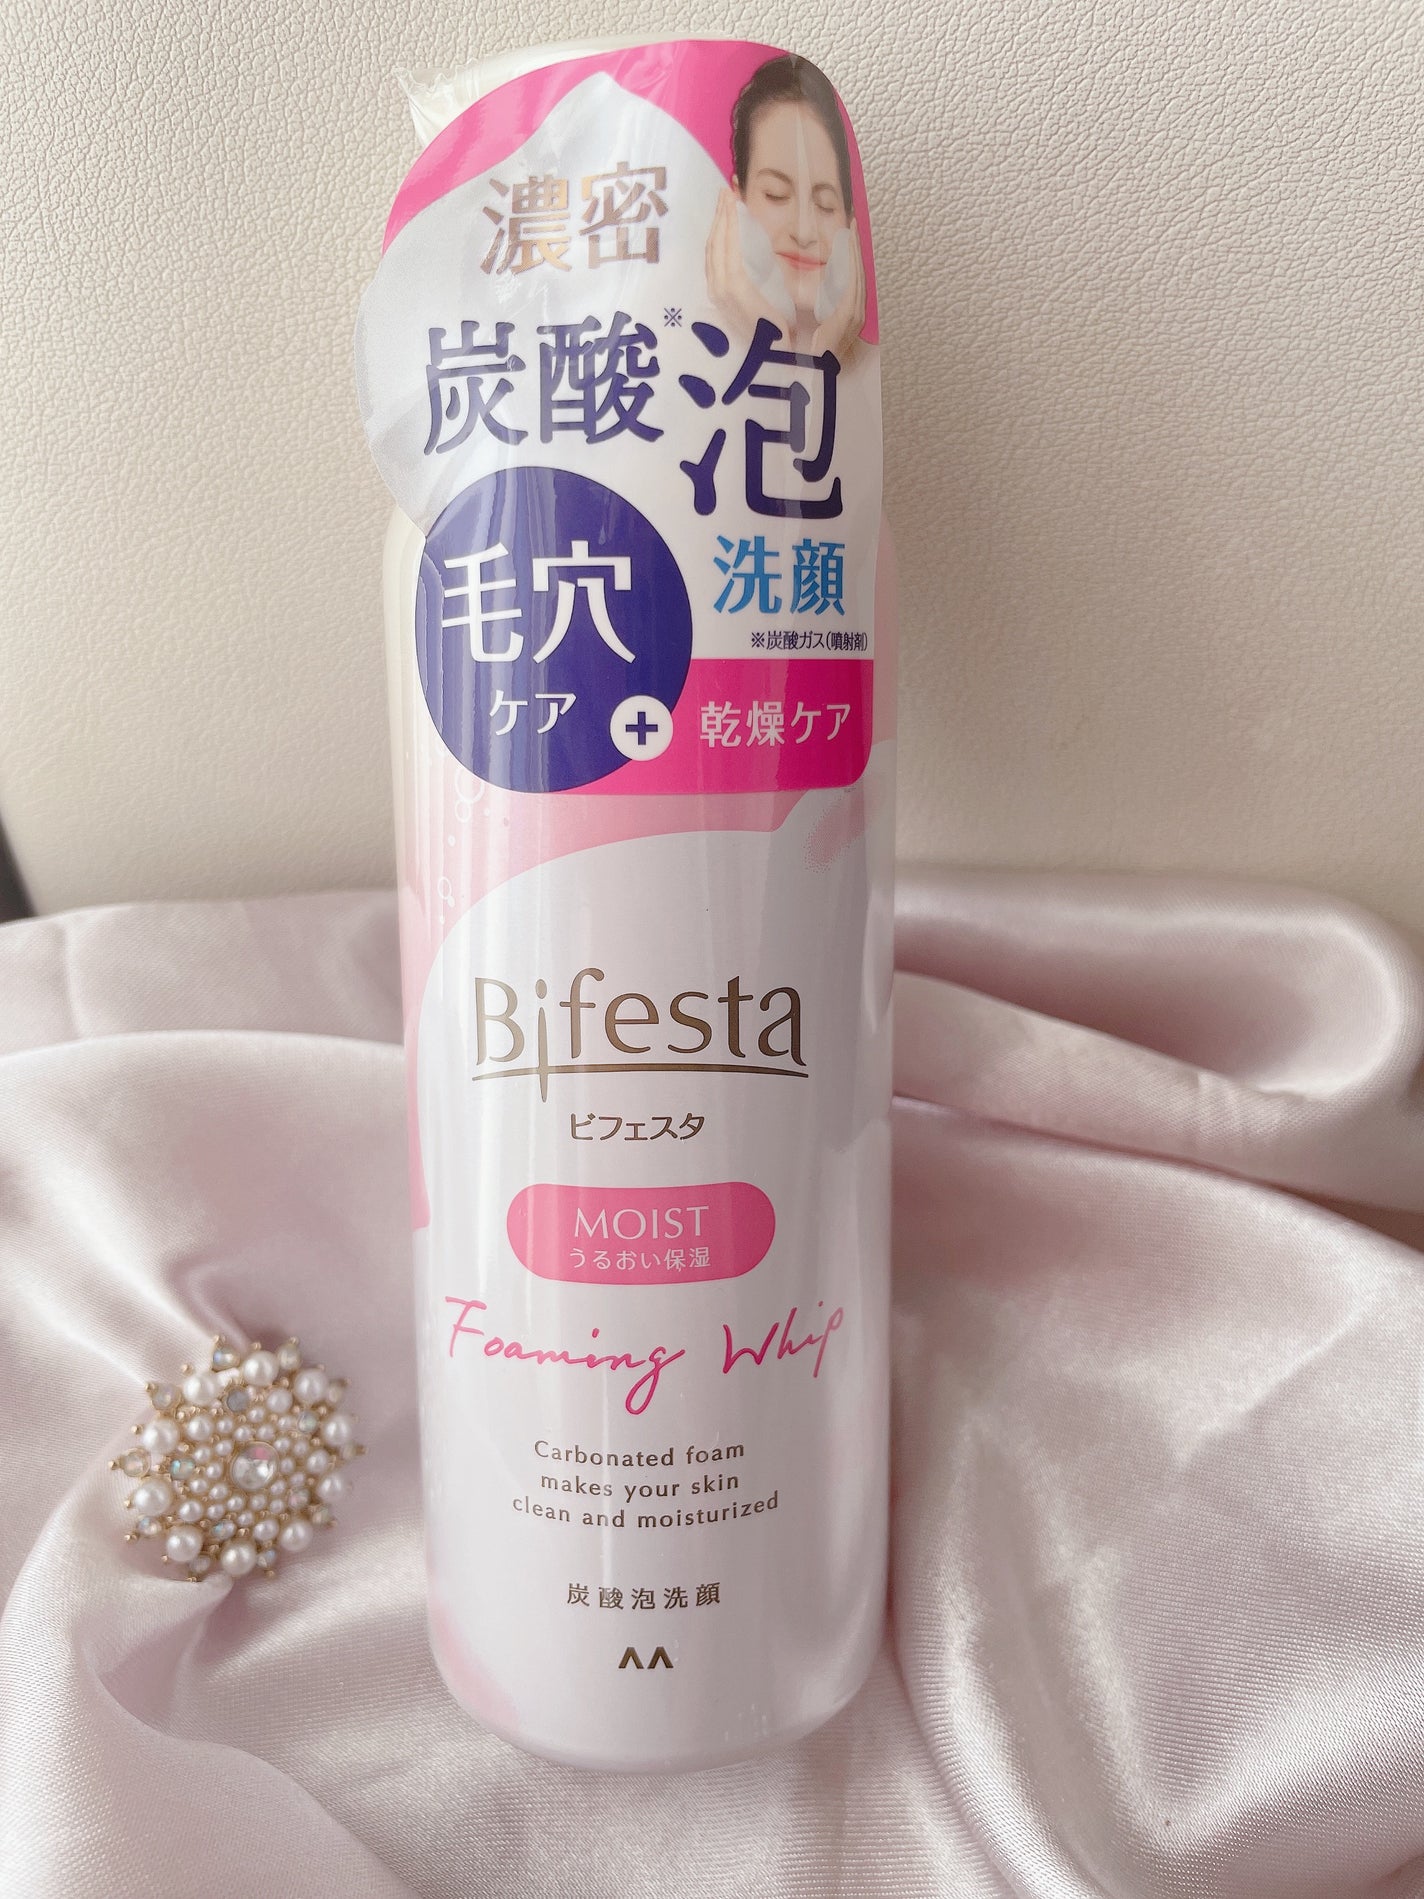 濃密
炭酸※泡
洗顔
※炭酸ガス(噴射剤)
毛穴
ケア
+
乾燥ケア
Bifesta
ビフェスタ
MOIST
うるおい保湿
Foaming Whip
Carbonated foam
makes your skin
clean and moisturized
炭酸泡洗顔